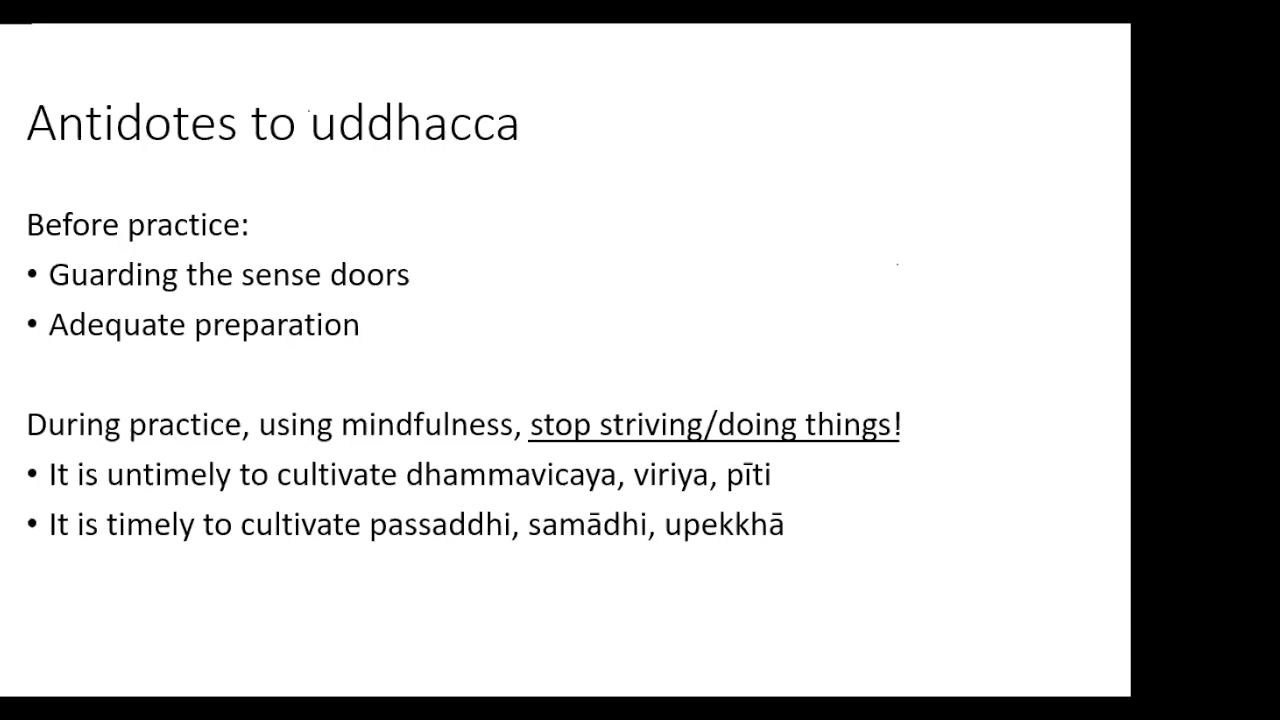 Antidotes to uddhacca
Before practice:
• Guarding the sense doors
• Adequate preparation
During practice, using mindfulness, stop striving/doing things!
• It is untimely to cultivate dhammavicaya, viriya, pīti
• It is timely to cultivate passaddhi, samādhi, upekkhā